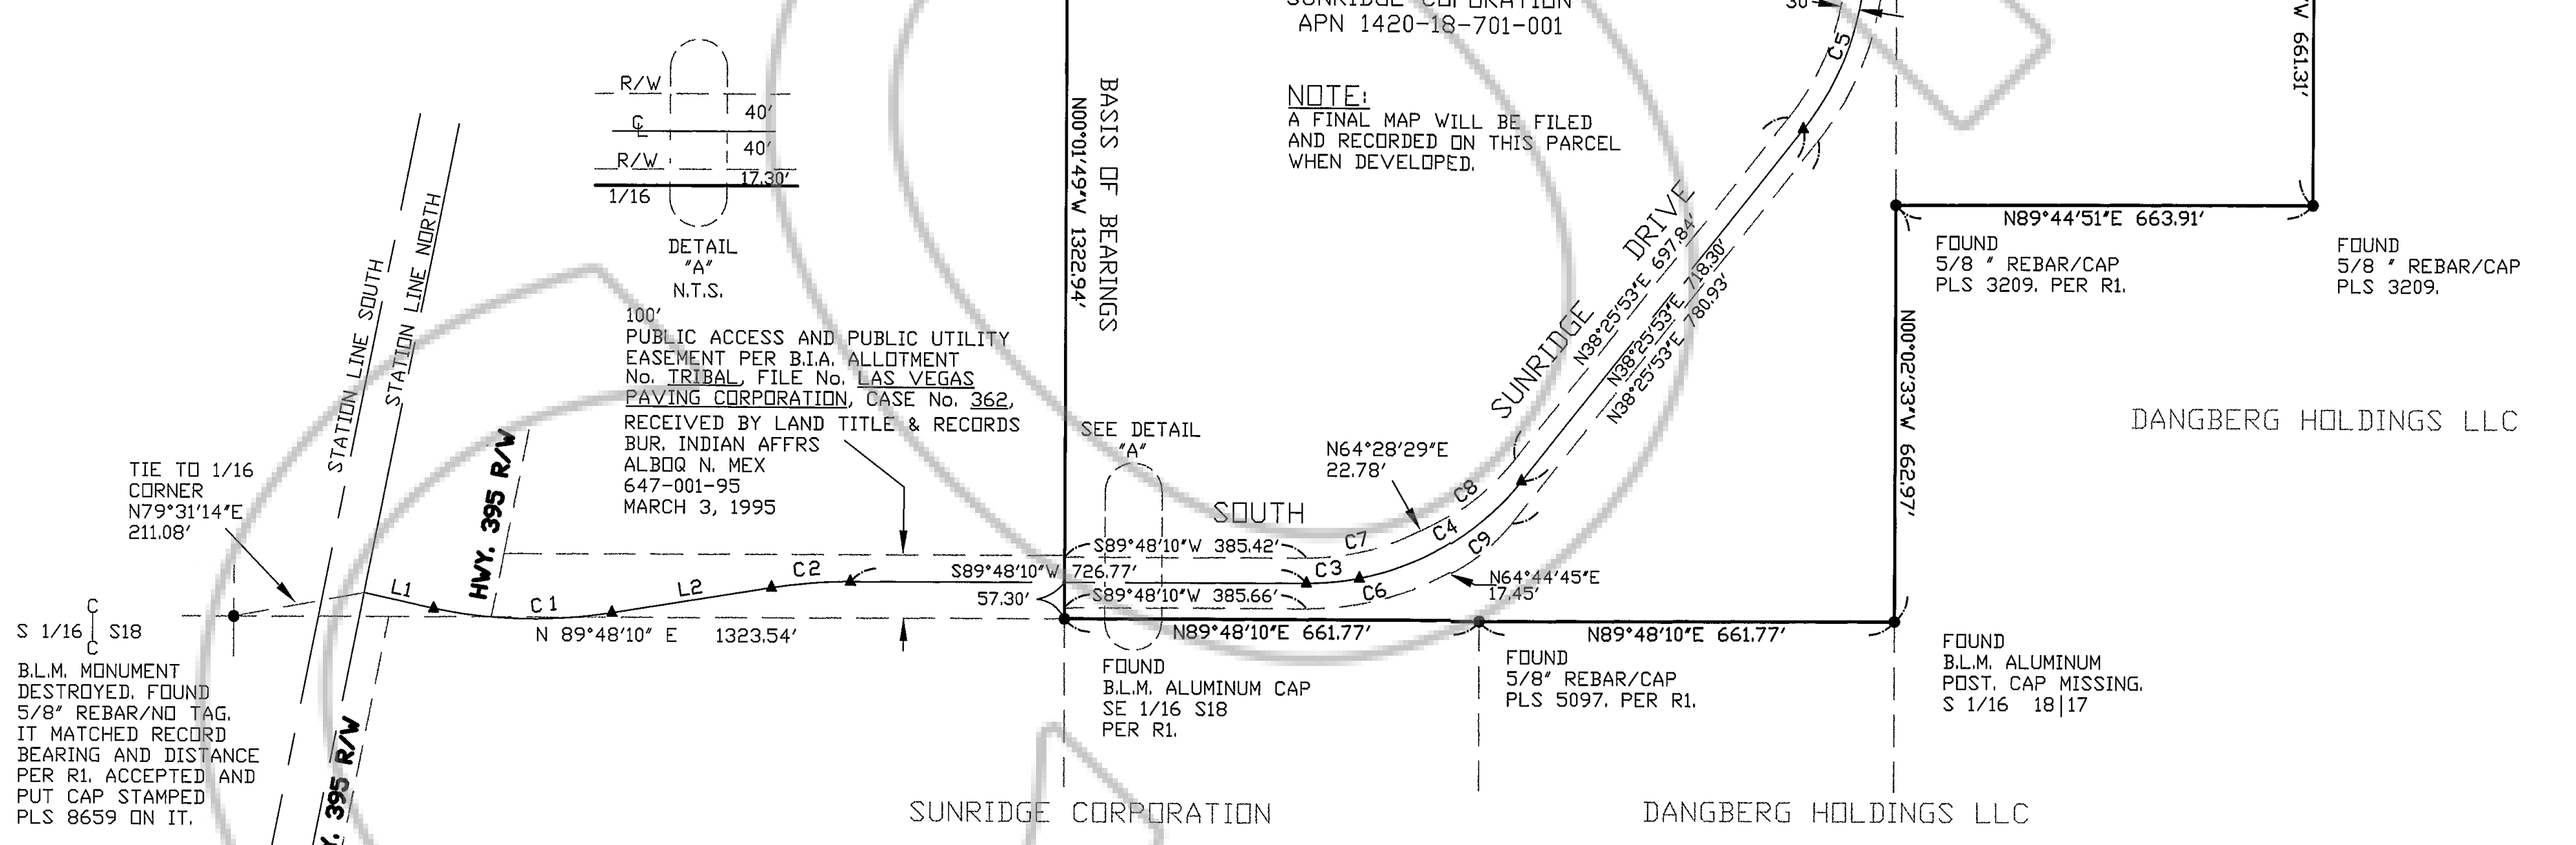 SUNRIDGE COPORATION
APN 1420-18-701-001
30'
C5
W 661.31'
R/W
40'
C
L
40'
R/W
17.30'
1/16
DETAIL
"A"
N.T.S.
BASIS OF BEARINGS
N00°01'49"W 1322.94'
NOTE:
A FINAL MAP WILL BE FILED
AND RECORDED ON THIS PARCEL
WHEN DEVELOPED.
SUNRIDGE DRIVE
N38°25'53"E 697.84'
N38°25'53"E 718.30'
N38°25'53"E 780.93'
N89°44'51"E 663.91'
FOUND
5/8 " REBAR/CAP
PLS 3209. PER R1.
FOUND
5/8 " REBAR/CAP
PLS 3209.
N00°02'33"W 662.97'
DANGBERG HOLDINGS LLC
STATION LINE SOUTH
STATION LINE NORTH
100'
PUBLIC ACCESS AND PUBLIC UTILITY
EASEMENT PER B.I.A. ALLOTMENT
No. TRIBAL, FILE No. LAS VEGAS
PAVING CORPORATION, CASE No. 362,
RECEIVED BY LAND TITLE & RECORDS
BUR. INDIAN AFFRS
ALBOQ N. MEX
647-001-95
MARCH 3, 1995
TIE TO 1/16
CORNER
N79°31'14"E
211.08'
HWY. 395 R/W
SEE DETAIL
"A"
SOUTH
N64°28'29"E
22.78'
C8
C4
C7
C9
C3
C6
S89°48'10"W 385.42'
S89°48'10"W 726.77'
S89°48'10"W 385.66'
57.30'
N64°44'45"E
17.45'
L1
C1
L2
C2
N 89°48'10" E 1323.54'
N89°48'10"E 661.77'
N89°48'10"E 661.77'
C
S 1/16 S18
C
B.L.M. MONUMENT
DESTROYED. FOUND
5/8" REBAR/NO TAG.
IT MATCHED RECORD
BEARING AND DISTANCE
PER R1. ACCEPTED AND
PUT CAP STAMPED
PLS 8659 ON IT.
Y. 395 R/W
FOUND
B.L.M. ALUMINUM CAP
SE 1/16 S18
PER R1.
FOUND
5/8" REBAR/CAP
PLS 5097. PER R1.
FOUND
B.L.M. ALUMINUM
POST. CAP MISSING.
S 1/16 18|17
SUNRIDGE CORPORATION
DANGBERG HOLDINGS LLC